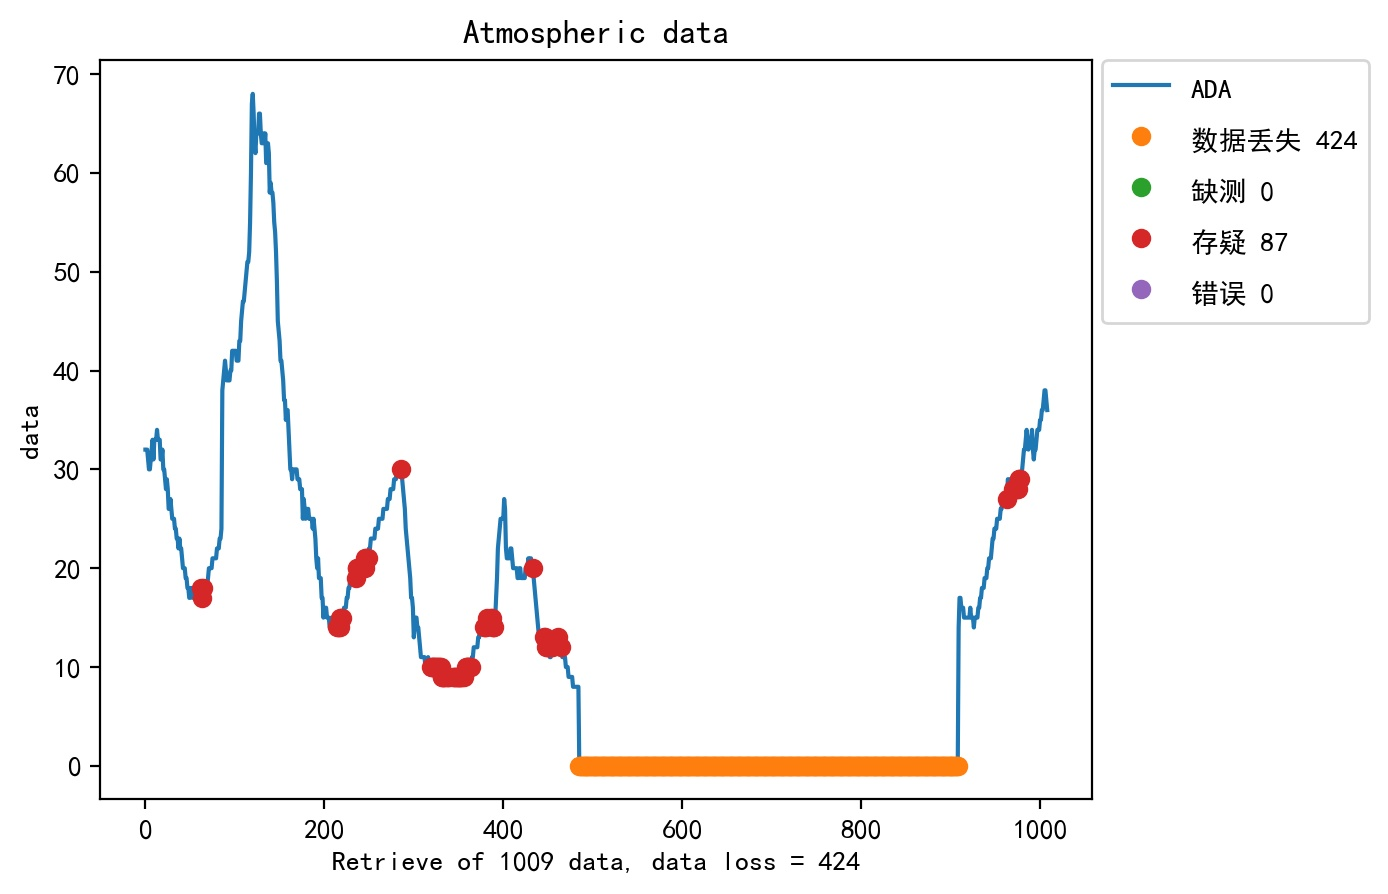 Atmospheric data
70
60
50
40
30
20
10
0
data
0 200 400 600 800 1000
Retrieve of 1009 data, data loss = 424
ADA
数据丢失 424
缺测 0
存疑 87
错误 0